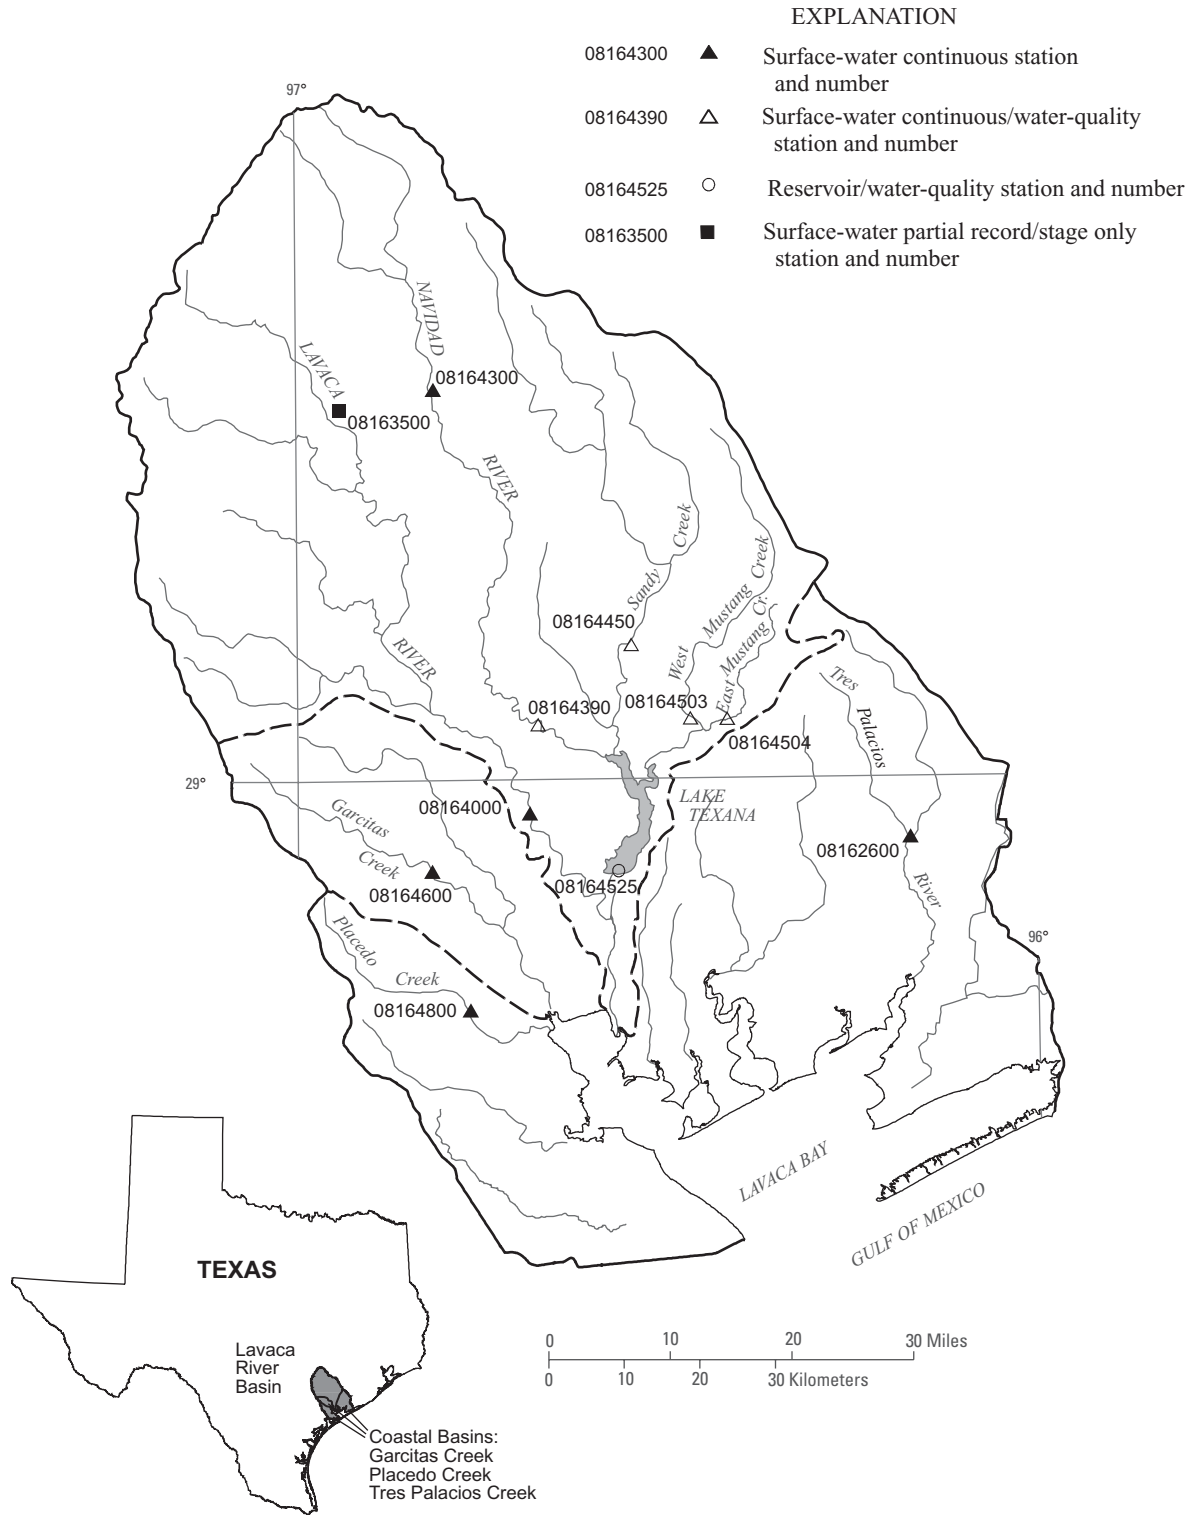 EXPLANATION
08164300 Surface-water continuous station
and number
08164390 Surface-water continuous/water-quality
station and number
08164525 Reservoir/water-quality station and number
08163500 Surface-water partial record/stage only
station and number
97°
NAVIDAD
LAVACA
08164300
08163500
RIVER
Creek
Sandy
Mustang Creek
West
East Mustang Cr.
08164450
RIVER
Tres
Palacios
River
08164390
08164503
08164504
29°
LAKE
TEXANA
08164000
Garcitas
Creek
08162600
08164525
08164600
Placedo
Creek
96°
08164800
LAVACA BAY
GULF OF MEXICO
TEXAS
Lavaca
River
Basin
Coastal Basins:
Garcitas Creek
Placedo Creek
Tres Palacios Creek
0 10 20 30 Miles
0 10 20 30 Kilometers